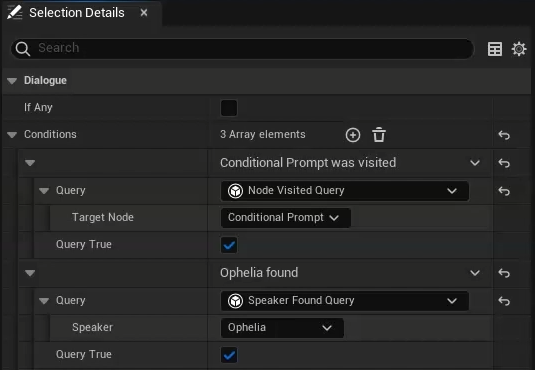 Selection Details
Search
Dialogue
If Any
Conditions 3 Array elements
Conditional Prompt was visited
Query Node Visited Query
Target Node Conditional Prompt
Query True
Ophelia found
Query Speaker Found Query
Speaker Ophelia
Query True